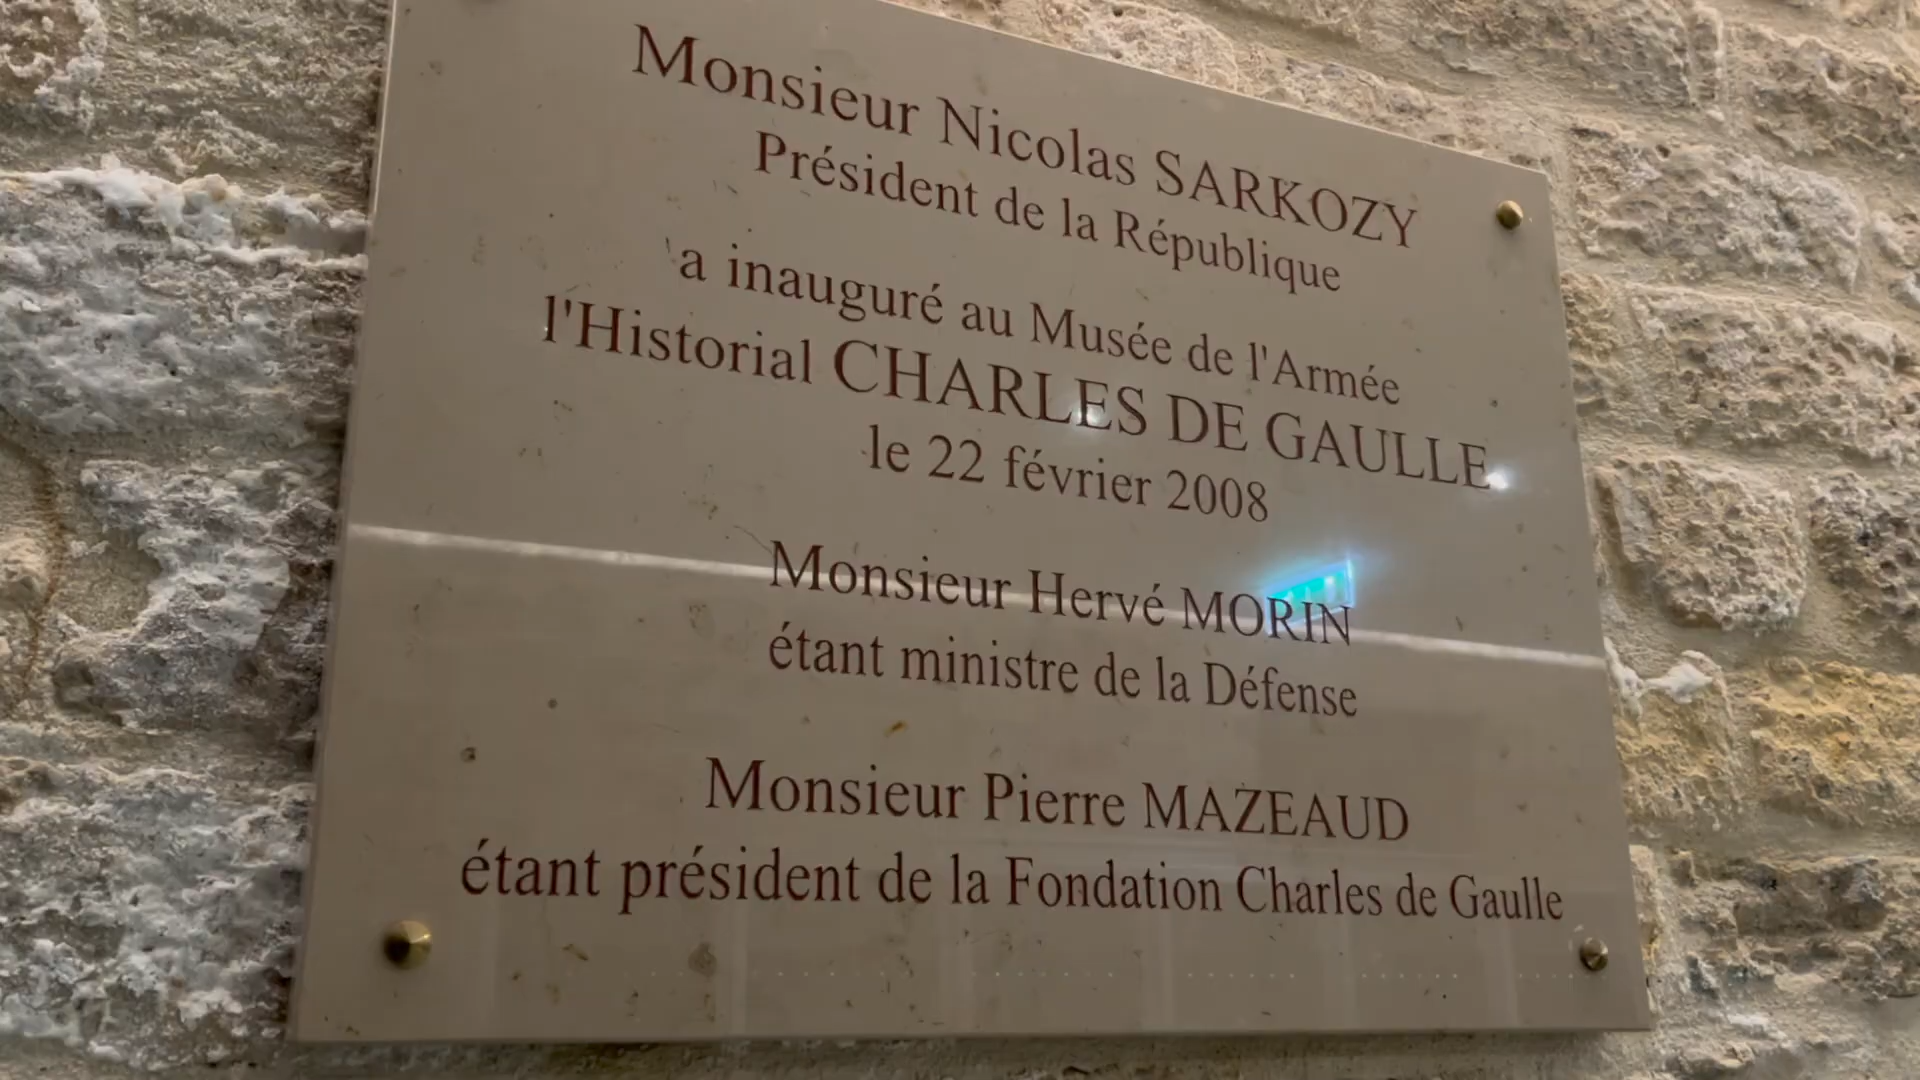 Monsieur Nicolas SARKOZY
Président de la République
a inauguré au Musée de l'Armée
l'Historial CHARLES DE GAULLE
le 22 février 2008
Monsieur Hervé MORIN
étant ministre de la Défense
Monsieur Pierre MAZEAUD
étant président de la Fondation Charles de Gaulle